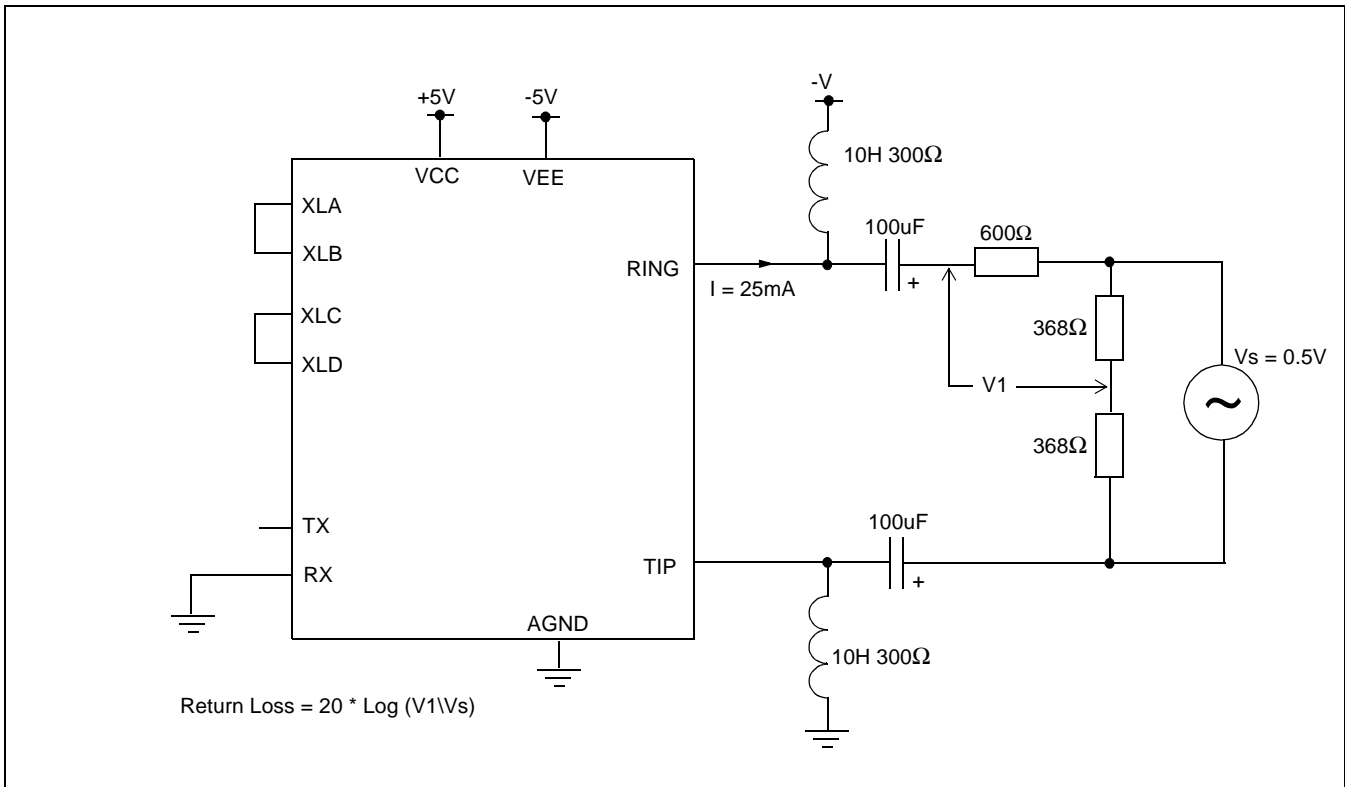 -V
+5V
-5V
10H 300Ω
VCC
VEE
XLA
XLB
100uF
600Ω
RING
I = 25mA
+
XLC
368Ω
XLD
Vs = 0.5V
V1
~
368Ω
100uF
TX
TIP
+
RX
AGND
10H 300Ω
Return Loss = 20 * Log (V1\Vs)